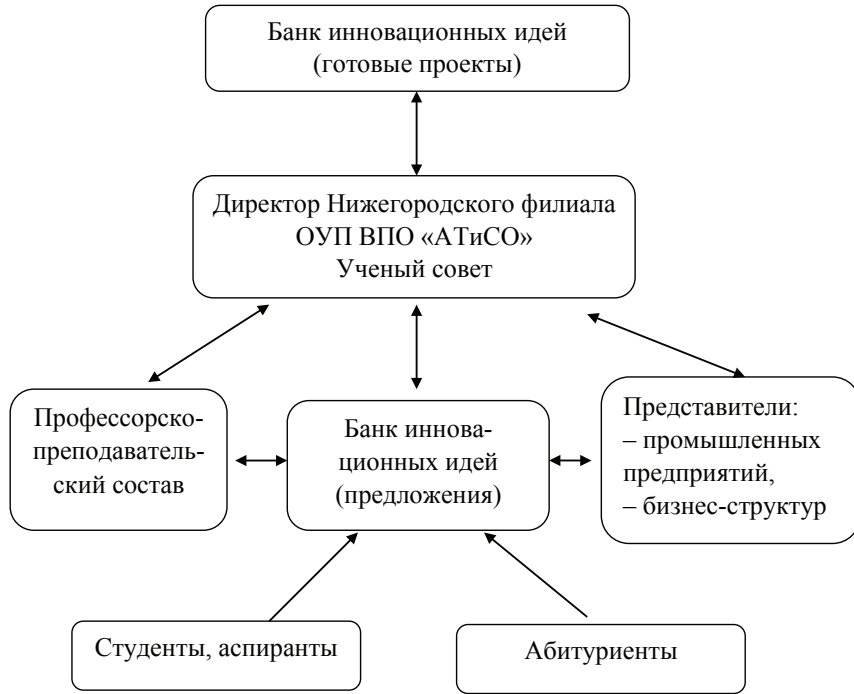 Банк инновационных идей
(готовые проекты)
Директор Нижегородского филиала
ОУП ВПО «АТиСО»
Ученый совет
Профессорско-
преподаватель-
ский состав
Банк иннова-
ционных идей
(предложения)
Представители:
– промышленных
предприятий,
– бизнес-структур
Студенты, аспиранты
Абитуриенты